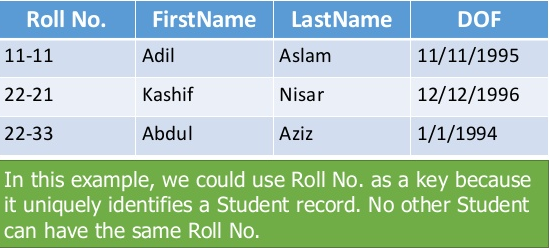 Roll No. FirstName LastName DOF
11-11 Adil Aslam 11/11/1995
22-21 Kashif Nisar 12/12/1996
22-33 Abdul Aziz 1/1/1994
In this example, we could use Roll No. as a key because
it uniquely identifies a Student record. No other Student
can have the same Roll No.